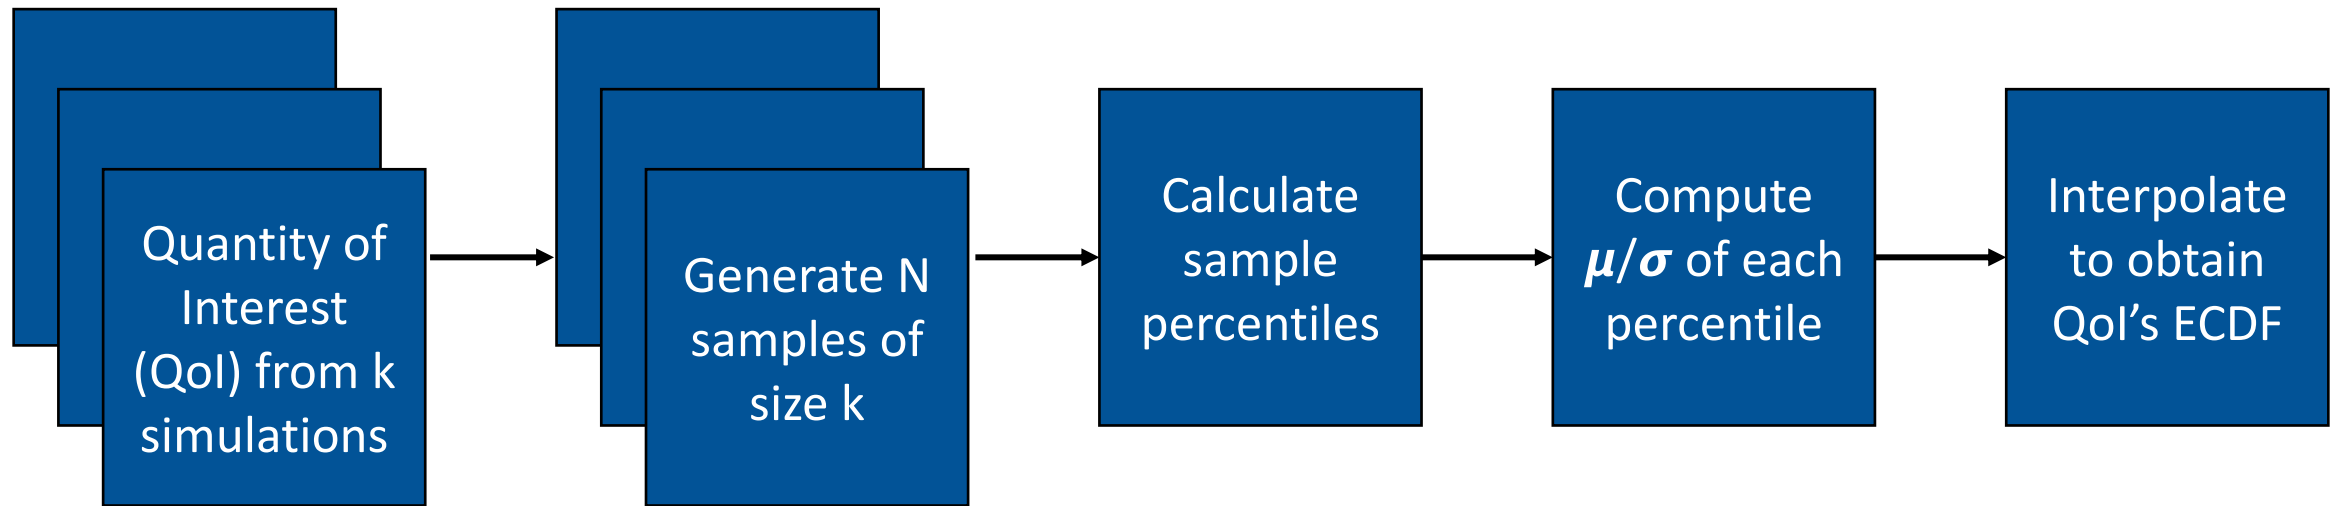 Quantity of
Interest
(QoI) from k
simulations
Generate N
samples of
size k
Calculate
sample
percentiles
Compute
μ/σ of each
percentile
Interpolate
to obtain
QoI’s ECDF